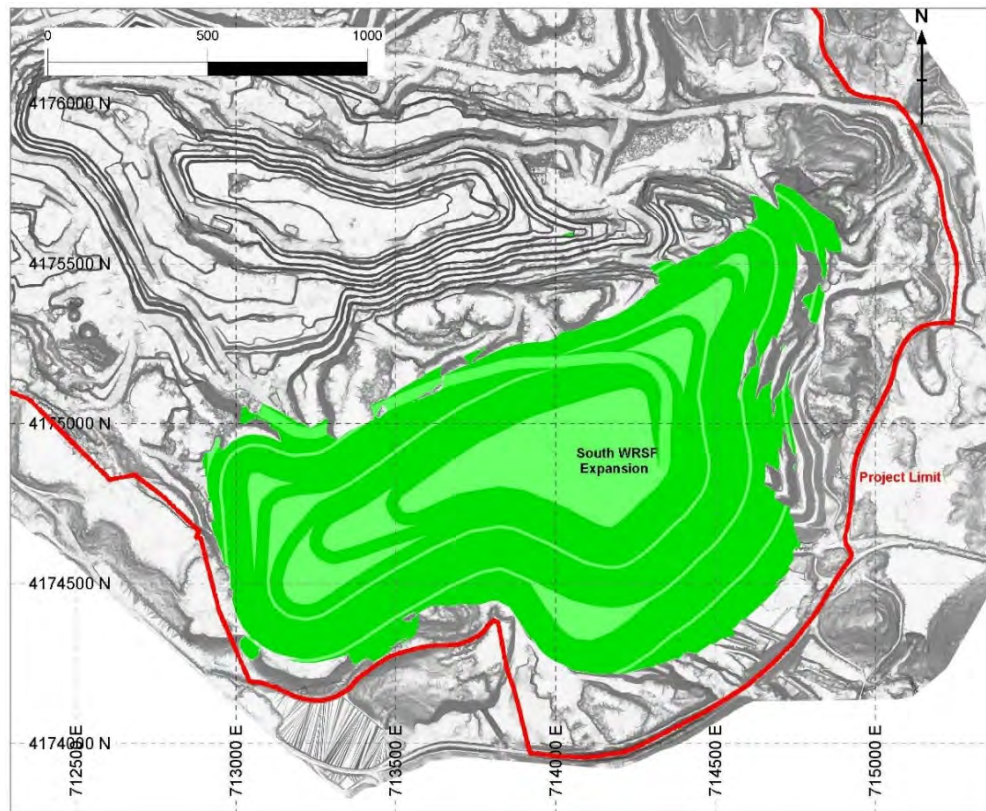 0 500 1000
N
4176000 N
4175500 N
4175000 N
4174500 N
4174000 N
South WRSF
Expansion
Project Limit
712500 E
713000 E
713500 E
714000 E
714500 E
715000 E